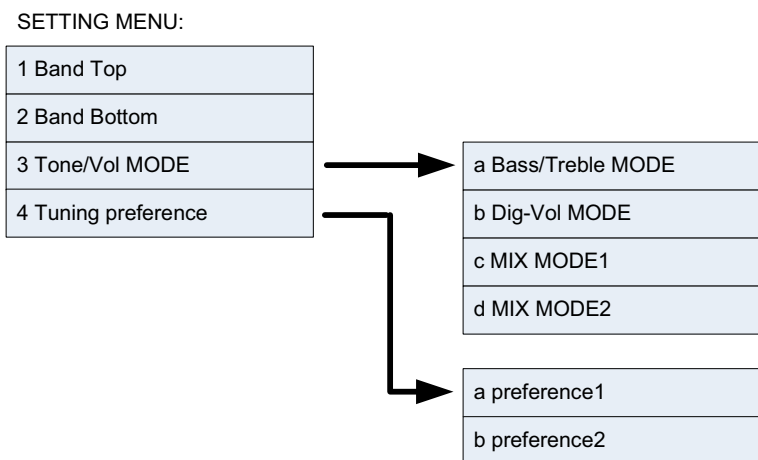 SETTING MENU:
1 Band Top
2 Band Bottom
3 Tone/Vol MODE
4 Tuning preference
a Bass/Treble MODE
b Dig-Vol MODE
c MIX MODE1
d MIX MODE2
a preference1
b preference2